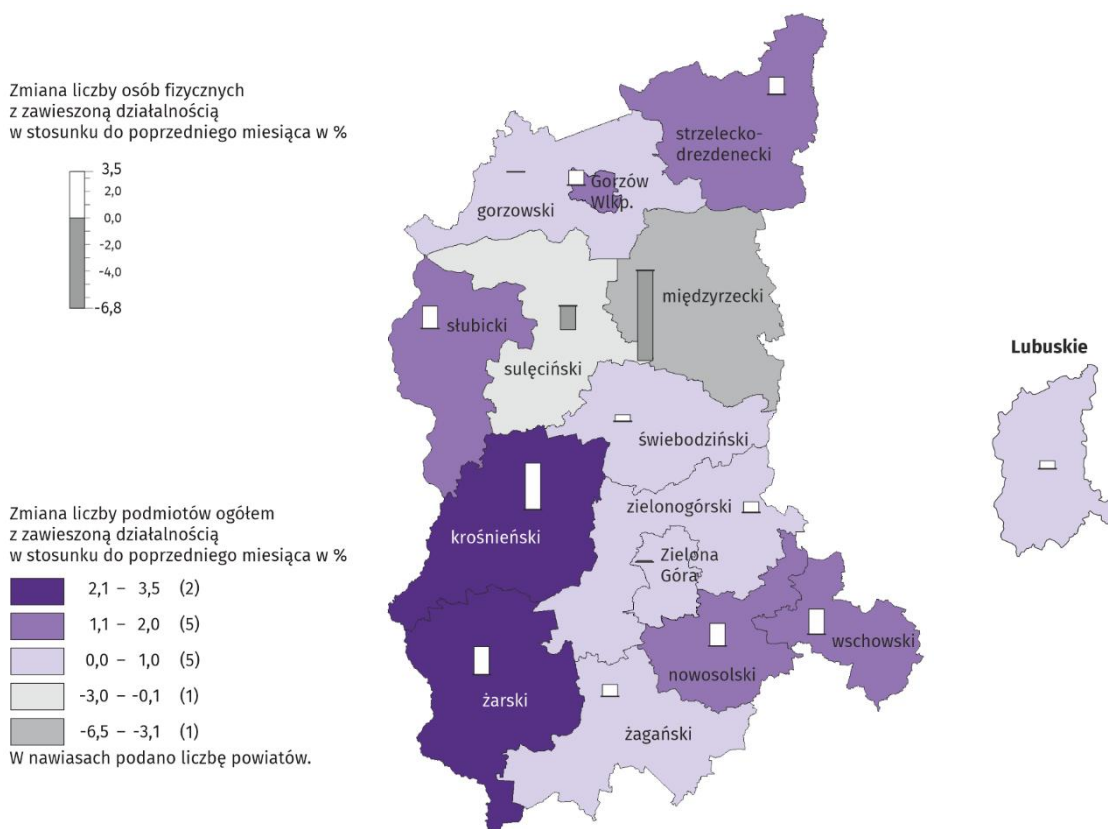 Zmiana liczby osób fizycznych
z zawieszoną działalnością
w stosunku do poprzedniego miesiąca w %
3,5
2,0
0,0
-2,0
-4,0
-6,8
Zmiana liczby podmiotów ogółem
z zawieszoną działalnością
w stosunku do poprzedniego miesiąca w %
2,1 – 3,5 (2)
1,1 – 2,0 (5)
0,0 – 1,0 (5)
-3,0 – -0,1 (1)
-6,5 – -3,1 (1)
W nawiasach podano liczbę powiatów.
strzelecko-
drezdenecki
Gorzów
Wlkp.
gorzowski
międzyrzecki
słubicki
sulęciński
świebodziński
zielonogórski
krośnieński
Zielona
Góra
wschowski
nowosolski
żarski
żagański
Lubuskie